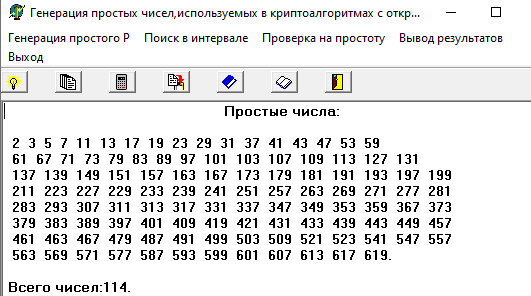 Генерация простых чисел,используемых в криптоалгоритмах с откр...
Генерация простого P Поиск в интервале Проверка на простоту Вывод результатов
Выход
Простые числа:
2 3 5 7 11 13 17 19 23 29 31 37 41 43 47 53 59
61 67 71 73 79 83 89 97 101 103 107 109 113 127 131
137 139 149 151 157 163 167 173 179 181 191 193 197 199
211 223 227 229 233 239 241 251 257 263 269 271 277 281
283 293 307 311 313 317 331 337 347 349 353 359 367 373
379 383 389 397 401 409 419 421 431 433 439 443 449 457
461 463 467 479 487 491 499 503 509 521 523 541 547 557
563 569 571 577 587 593 599 601 607 613 617 619.
Всего чисел:114.